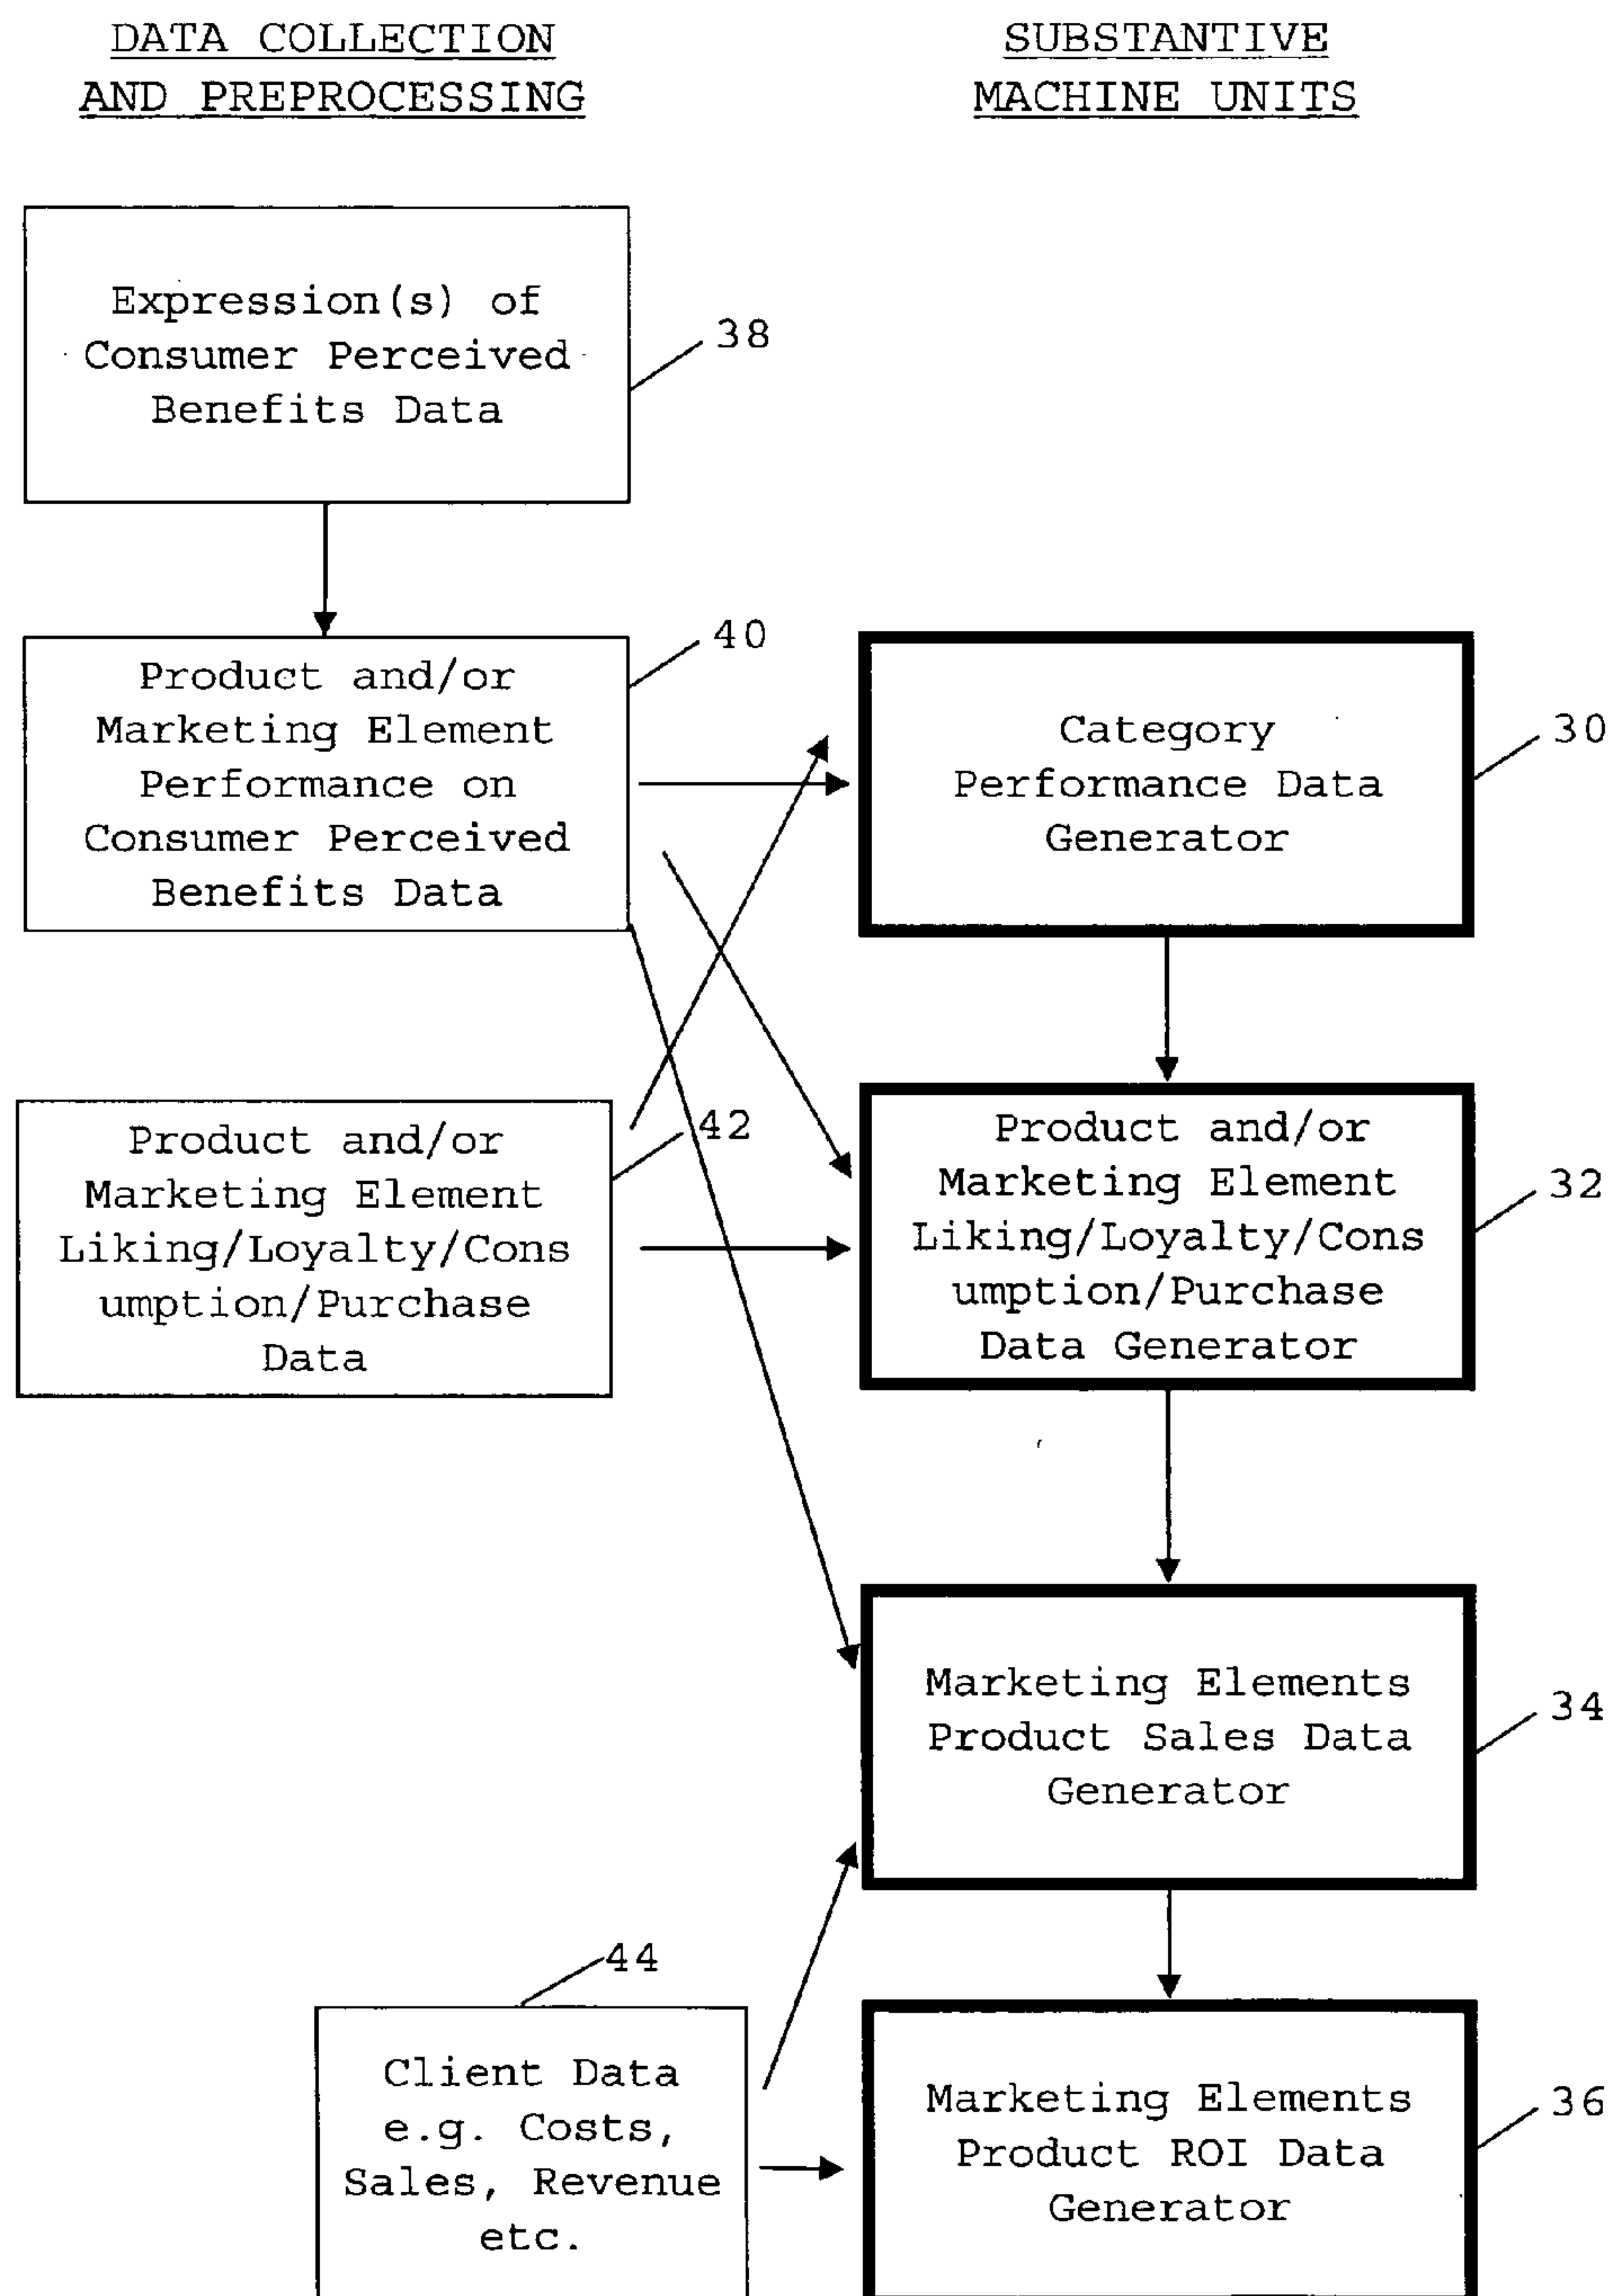 DATA COLLECTION
AND PREPROCESSING
SUBSTANTIVE
MACHINE UNITS
Expression(s) of
Consumer Perceived
Benefits Data
38
Product and/or
Marketing Element
Performance on
Consumer Perceived
Benefits Data
40
Category
Performance Data
Generator
30
Product and/or
Marketing Element
Liking/Loyalty/Cons
umption/Purchase
Data
42
Product and/or
Marketing Element
Liking/Loyalty/Cons
umption/Purchase
Data Generator
32
Marketing Elements
Product Sales Data
Generator
34
44
Client Data
e.g. Costs,
Sales, Revenue
etc.
Marketing Elements
Product ROI Data
Generator
36